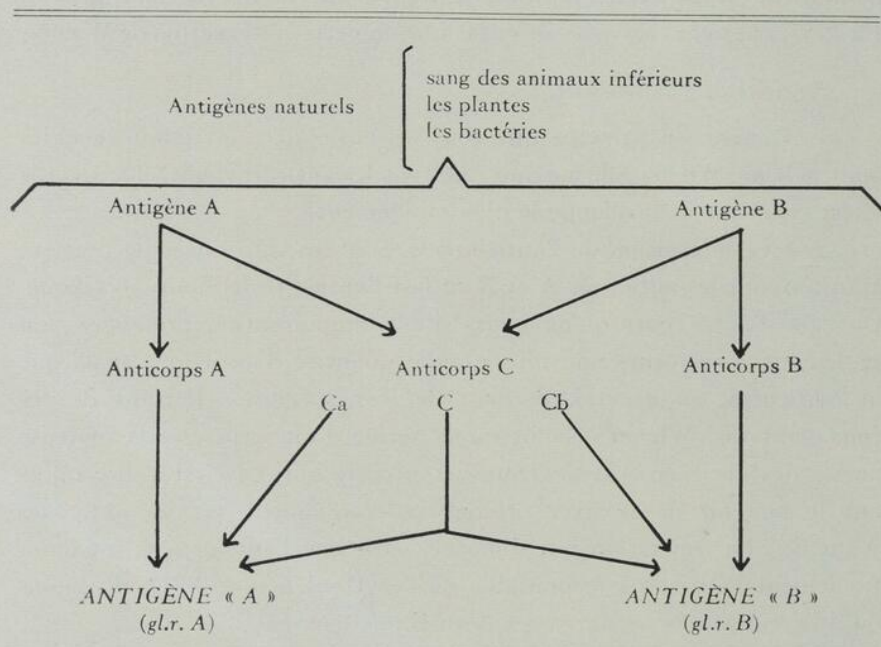 sang des animaux inférieurs
Antigènes naturels
les plantes
les bactéries
Antigène A
Antigène B
Anticorps A
Anticorps C
Anticorps B
Ca
C
Cb
ANTIGÈNE « A »
ANTIGÈNE « B »
(gl.r. A)
(gl.r. B)